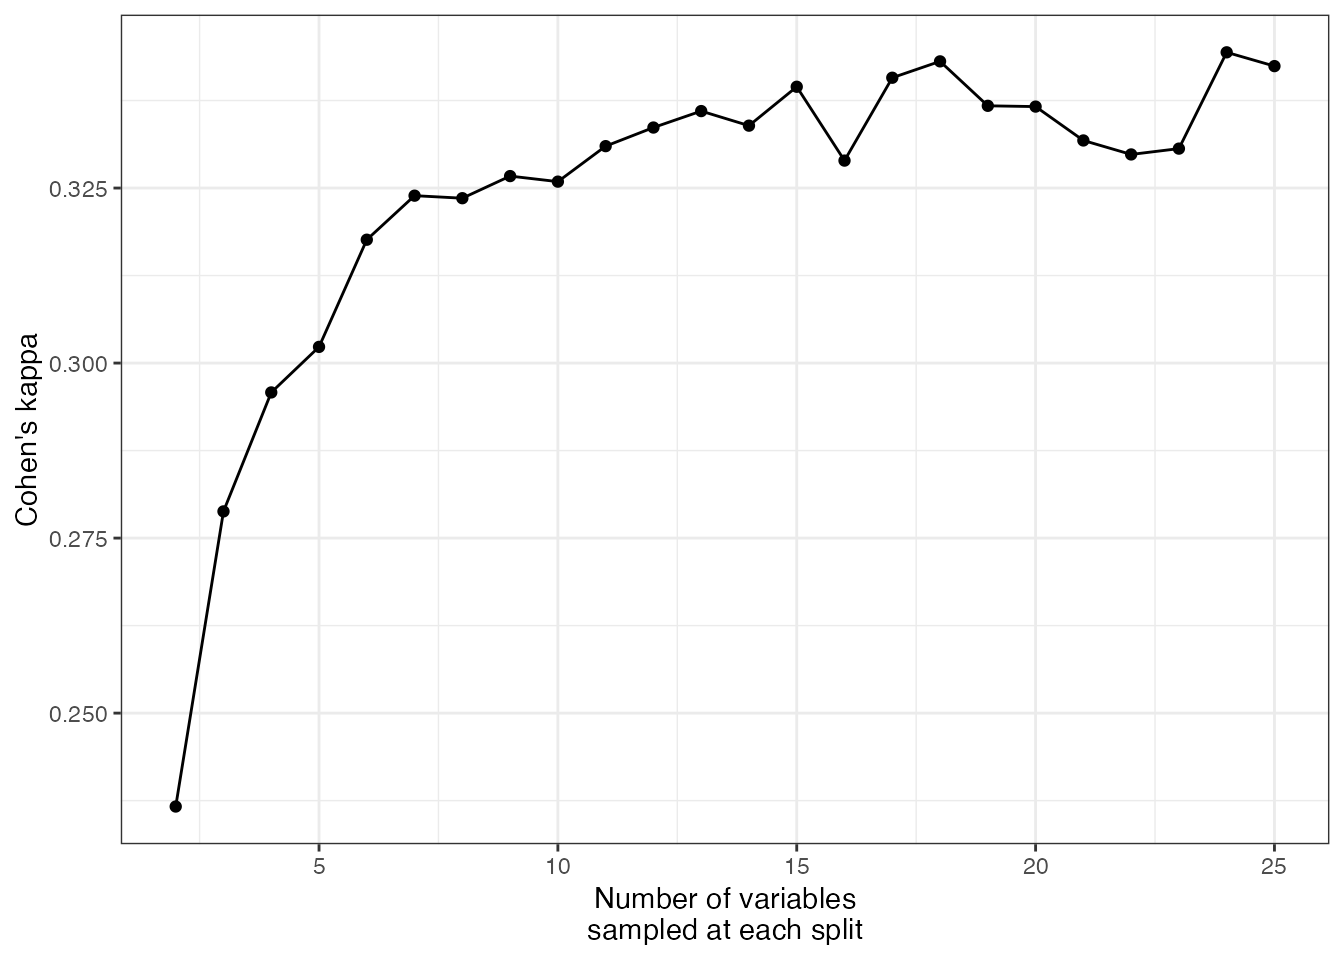 0.325
0.300
0.275
0.250
Cohen's kappa
5 10 15 20 25
Number of variables
sampled at each split